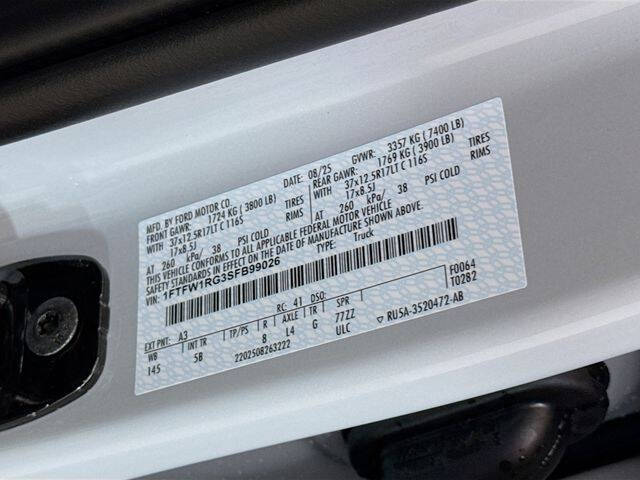 MFD. BY FORD MOTOR CO.
DATE: 08/25 GVWR: 3357 KG (7400 LB)
FRONT GAWR: 1724 KG (3800 LB) REAR GAWR: 1769 KG (3900 LB)
37x12.5R17LT C 116S TIRES 37x12.5R17LT C 116S TIRES
17x8.5J RIMS 17x8.5J RIMS
AT 260 kPa/ 38 PSI COLD AT 260 kPa/ 38 PSI COLD
THIS VEHICLE CONFORMS TO ALL APPLICABLE FEDERAL MOTOR VEHICLE
SAFETY STANDARDS IN EFFECT ON THE DATE OF MANUFACTURE SHOWN ABOVE.
VIN: 1FTFW1RG3SFB99026 TYPE: Truck
F0064
T0282
EXT PNT: A3 RC: 41 DSO:
WB INT TR TP/PS R AXLE TR SPR
145 5B 8 L4 G 77ZZ
2202508263222 ULC ▽ RU5A-3520472-AB